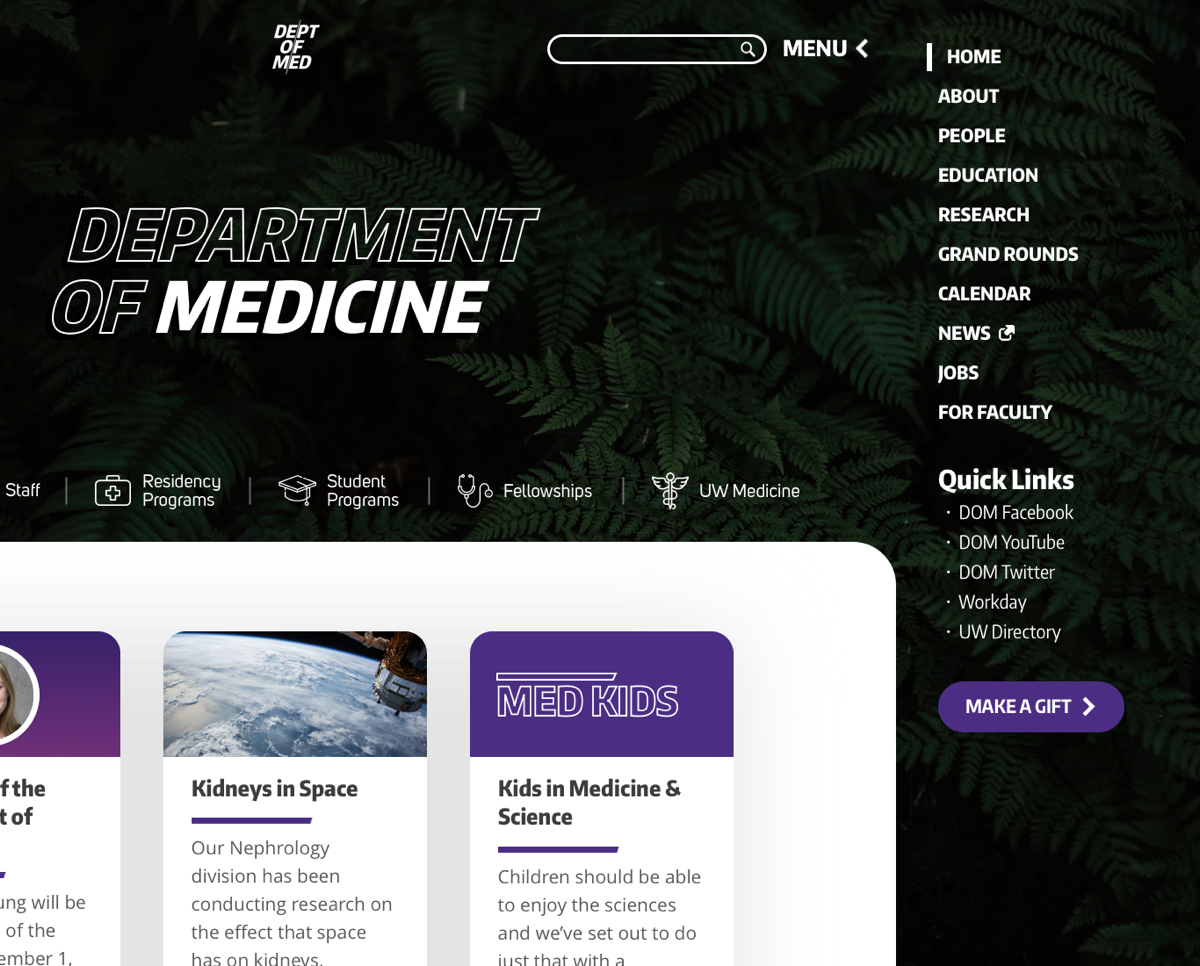 DEPT
OF
MED
MENU
HOME
ABOUT
PEOPLE
EDUCATION
RESEARCH
GRAND ROUNDS
CALENDAR
NEWS
JOBS
FOR FACULTY
DEPARTMENT
OF MEDICINE
Staff
Residency
Programs
Student
Programs
Fellowships
UW Medicine
Quick Links
· DOM Facebook
· DOM YouTube
· DOM Twitter
· Workday
· UW Directory
MAKE A GIFT
f the
t of
ung will be
of the
ember 1,
Kidneys in Space
Our Nephrology
division has been
conducting research on
the effect that space
has on kidneys.
MED KIDS
Kids in Medicine &
Science
Children should be able
to enjoy the sciences
and we’ve set out to do
just that with a